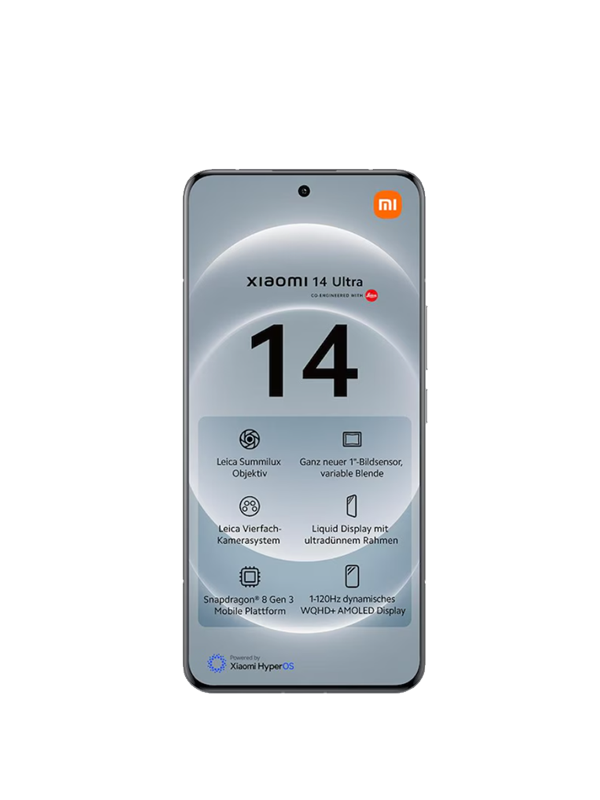 mi
xiaomi 14 Ultra
CO-ENGINEERED WITH Leica
14
Leica Summilux
Objektiv
Ganz neuer 1"-Bildsensor,
variable Blende
Leica Vierfach-
Kamerasystem
Liquid Display mit
ultradünnem Rahmen
Snapdragon® 8 Gen 3
Mobile Plattform
1-120Hz dynamisches
WQHD+ AMOLED Display
Powered by
Xiaomi HyperOS